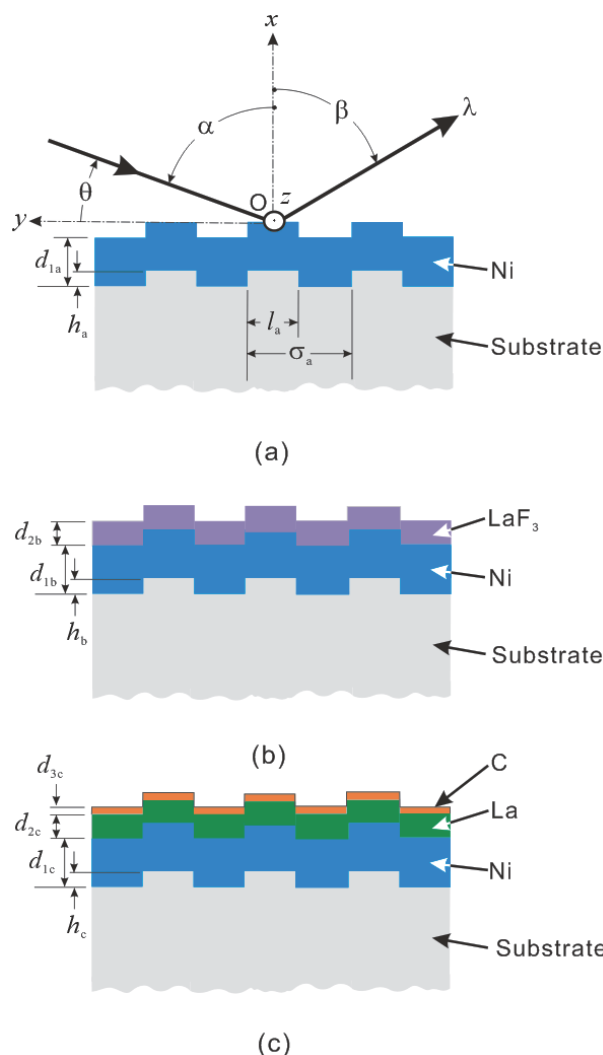 x
α
β
λ
θ
O
z
y
d1a
Ni
ha
la
σa
Substrate
(a)
LaF3
d2b
d1b
Ni
hb
Substrate
(b)
d3c
C
d2c
La
d1c
Ni
hc
Substrate
(c)